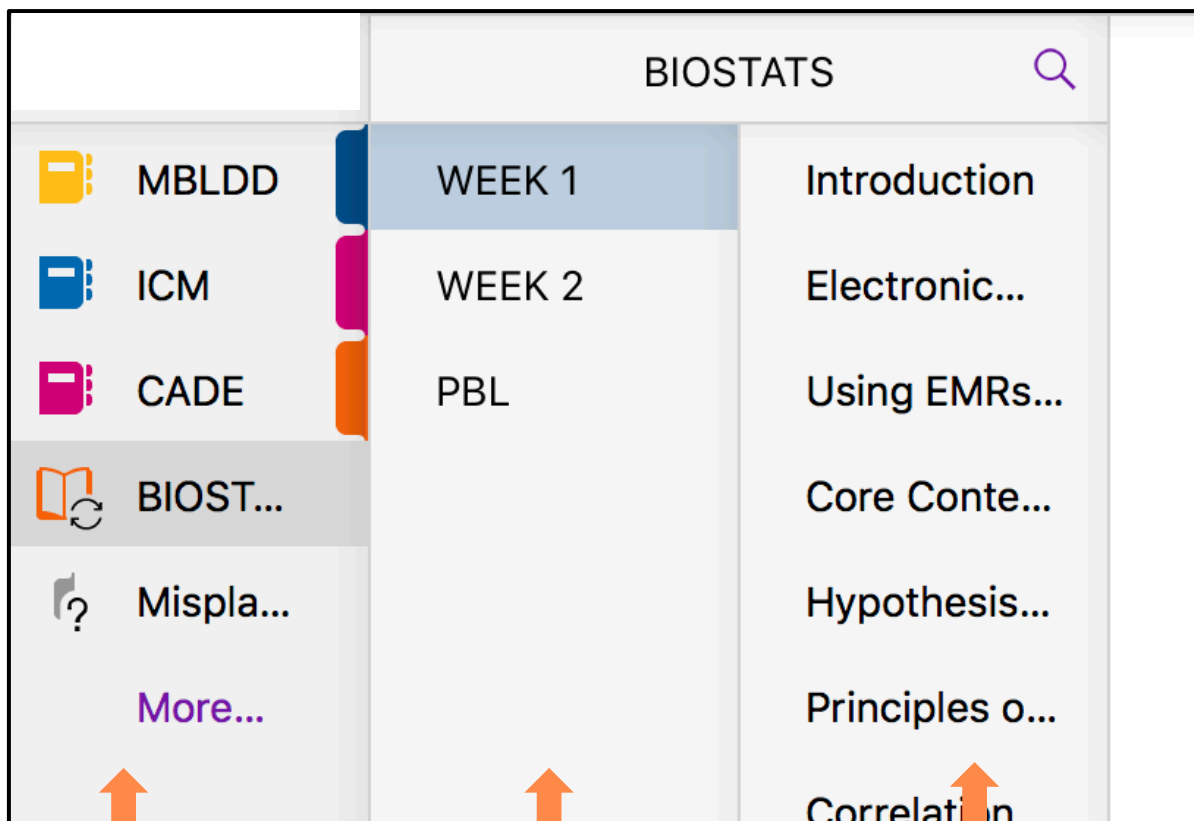 BIOSTATS
MBLDD
ICM
CADE
BIOST...
?
Mispla...
More...
WEEK 1
WEEK 2
PBL
Introduction
Electronic...
Using EMRs...
Core Conte...
Hypothesis...
Principles o...